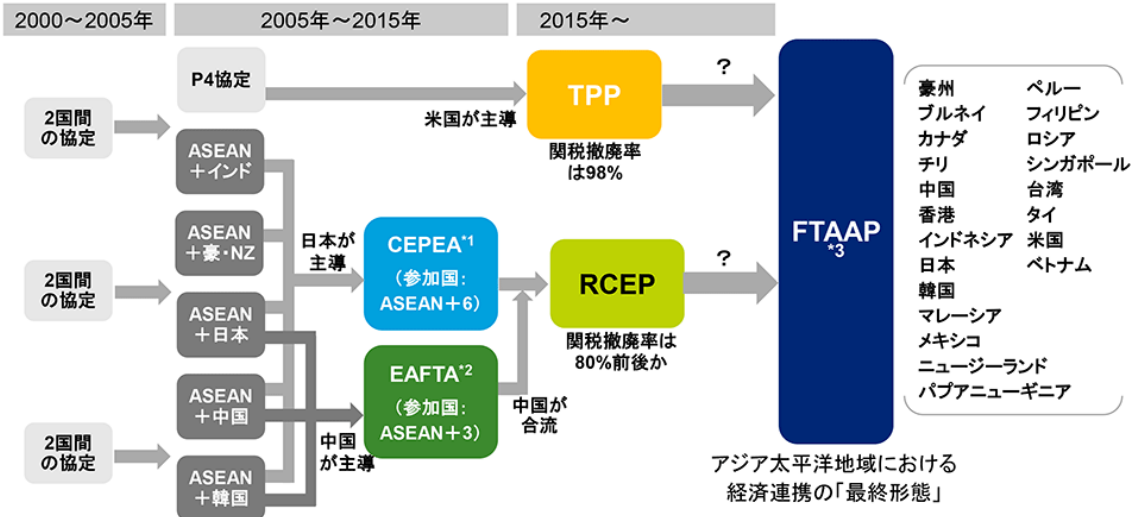 2000～2005年
2005年～2015年
2015年～
2国間
の協定
2国間
の協定
2国間
の協定
P4協定
ASEAN
＋インド
ASEAN
＋豪・NZ
ASEAN
＋日本
ASEAN
＋中国
ASEAN
＋韓国
米国が主導
日本が
主導
中国
が主導
CEPEA*1
（参加国：
ASEAN＋6）
EAFTA*2
（参加国：
ASEAN＋3）
中国が
合流
TPP
関税撤廃率
は98%
RCEP
関税撤廃率は
80%前後か
？
？
FTAAP
*3
アジア太平洋地域における
経済連携の「最終形態」
豪州
ブルネイ
カナダ
チリ
中国
香港
インドネシア
日本
韓国
マレーシア
メキシコ
ニュージーランド
パプアニューギニア
ペルー
フィリピン
ロシア
シンガポール
台湾
タイ
米国
ベトナム